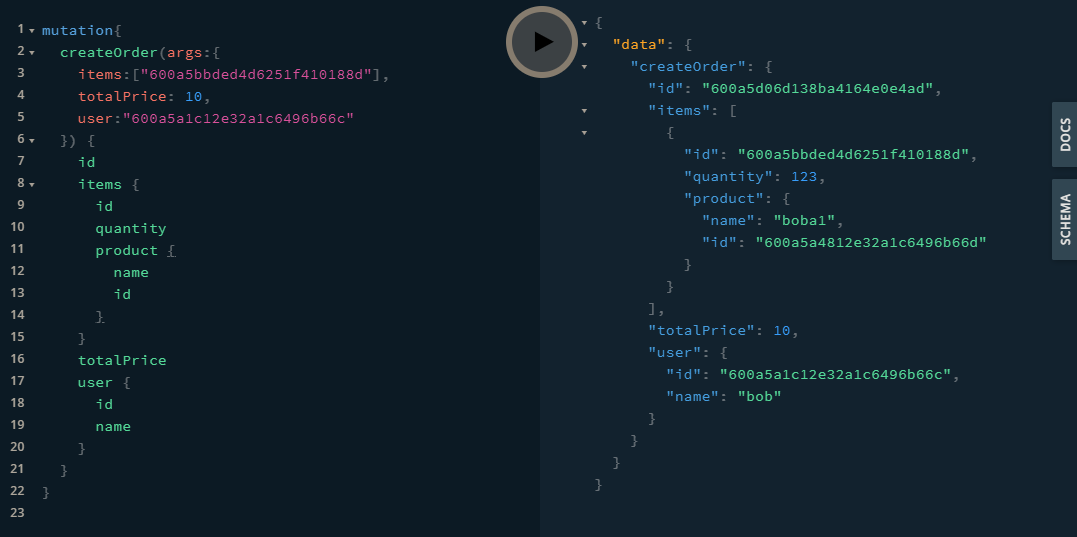 1 mutation{
2 createOrder(args:{
3 items:["600a5bbded4d6251f410188d"],
4 totalPrice: 10,
5 user:"600a5a1c12e32a1c6496b66c"
6 }) {
7 id
8 items {
9 id
10 quantity
11 product {
12 name
13 id
14 }
15 }
16 totalPrice
17 user {
18 id
19 name
20 }
21 }
22 }
23
{
"data": {
"createOrder": {
"id": "600a5d06d138ba4164e0e4ad",
"items": [
{
"id": "600a5bbded4d6251f410188d",
"quantity": 123,
"product": {
"name": "boba1",
"id": "600a5a4812e32a1c6496b66d"
}
}
],
"totalPrice": 10,
"user": {
"id": "600a5a1c12e32a1c6496b66c",
"name": "bob"
}
}
}
}
DOCS
SCHEMA